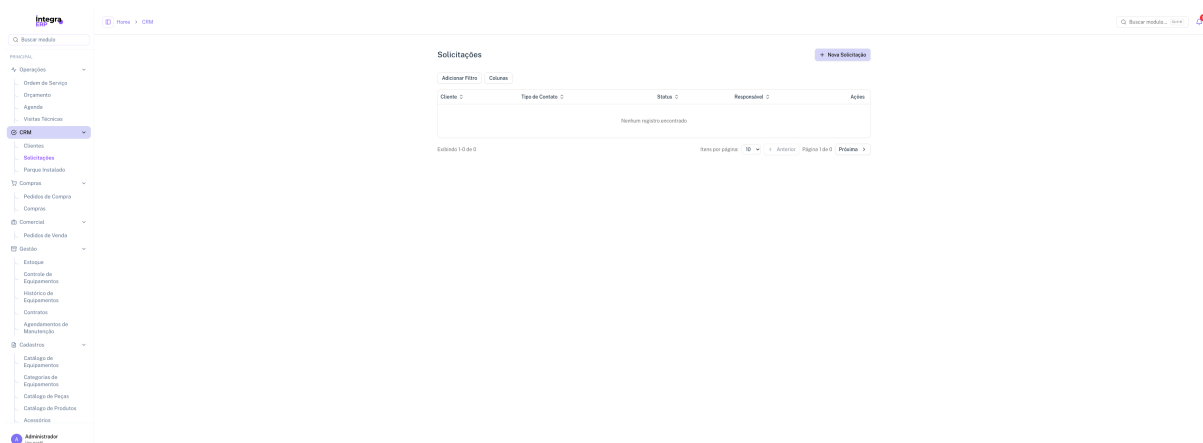 integra
ERP
Home > CRM
Buscar modulo...
Buscar modulo
PRINCIPAL
Operações
Ordem de Serviço
Orçamento
Agenda
Visitas Técnicas
CRM
Clientes
Solicitações
Parque Instalado
Compras
Pedidos de Compra
Compras
Comercial
Pedidos de Venda
Gestão
Estoque
Controle de
Equipamentos
Histórico de
Equipamentos
Contratos
Agendamentos de
Manutenção
Cadastros
Catálogo de
Equipamentos
Categorias de
Equipamentos
Catálogo de Peças
Catálogo de Produtos
Acessórios
A Administrador
Solicitações
+ Nova Solicitação
Adicionar Filtro Colunas
Cliente Tipo de Contato Status Responsável Ações
Nenhum registro encontrado
Exibindo 1-0 de 0 Itens por página: 10 < Anterior Página 1 de 0 Próxima >